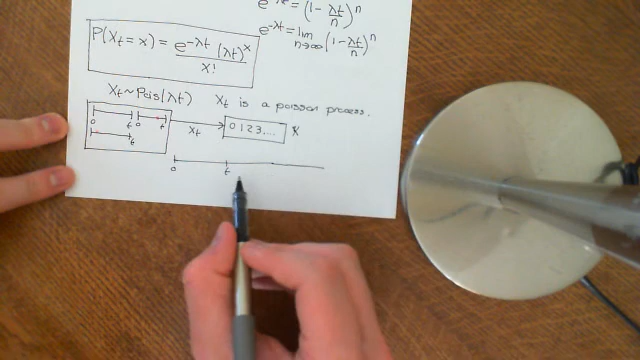 e^-λt = (1 - λt/n)^n
e^-λt = lim n→∞ (1 - λt/n)^n
P(X_t = x) = e^-λt (λt)^x / x!
X_t ~ Pois(λt) X_t is a poisson process.
0 t 0 t
0 t
X_t
0 1 2 3 ...
0 t